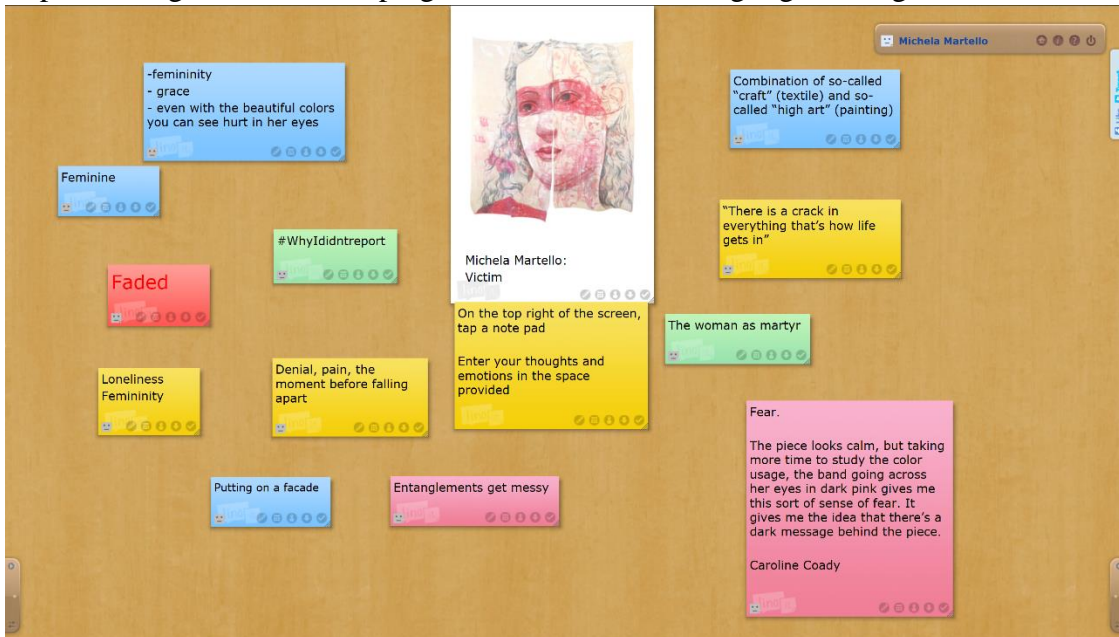 Michela Martello
-femininity
- grace
- even with the beautiful colors
you can see hurt in her eyes
Feminine
#WhyIdidntreport
Faded
Loneliness
Femininity
Denial, pain, the
moment before falling
apart
Putting on a facade
Entanglements get messy
Michela Martello:
Victim
On the top right of the screen,
tap a note pad
Enter your thoughts and
emotions in the space
provided
Combination of so-called
“craft” (textile) and so-
called “high art” (painting)
“There is a crack in
everything that’s how life
gets in”
The woman as martyr
Fear.
The piece looks calm, but taking
more time to study the color
usage, the band going across
her eyes in dark pink gives me
this sort of sense of fear. It
gives me the idea that there’s a
dark message behind the piece.
Caroline Coady